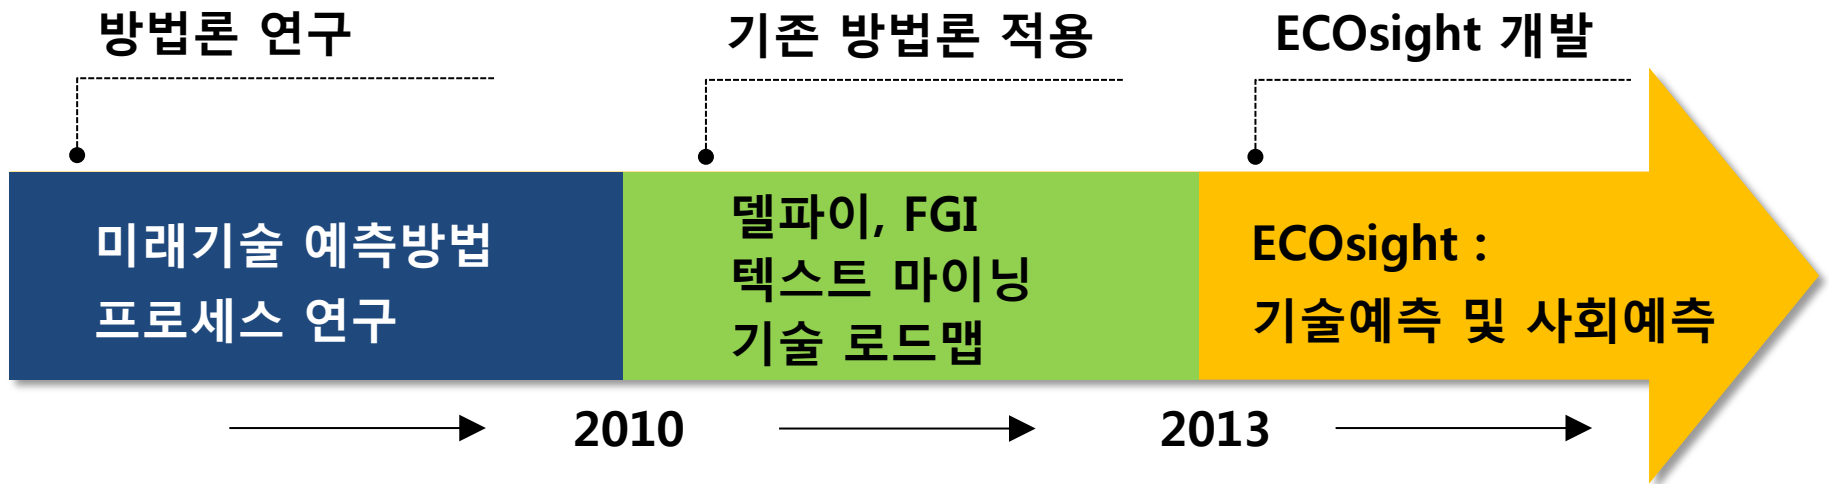 방법론 연구
기존 방법론 적용
ECOsight 개발
미래기술 예측방법
프로세스 연구
델파이, FGI
텍스트 마이닝
기술 로드맵
ECOsight :
기술예측 및 사회예측
2010
2013